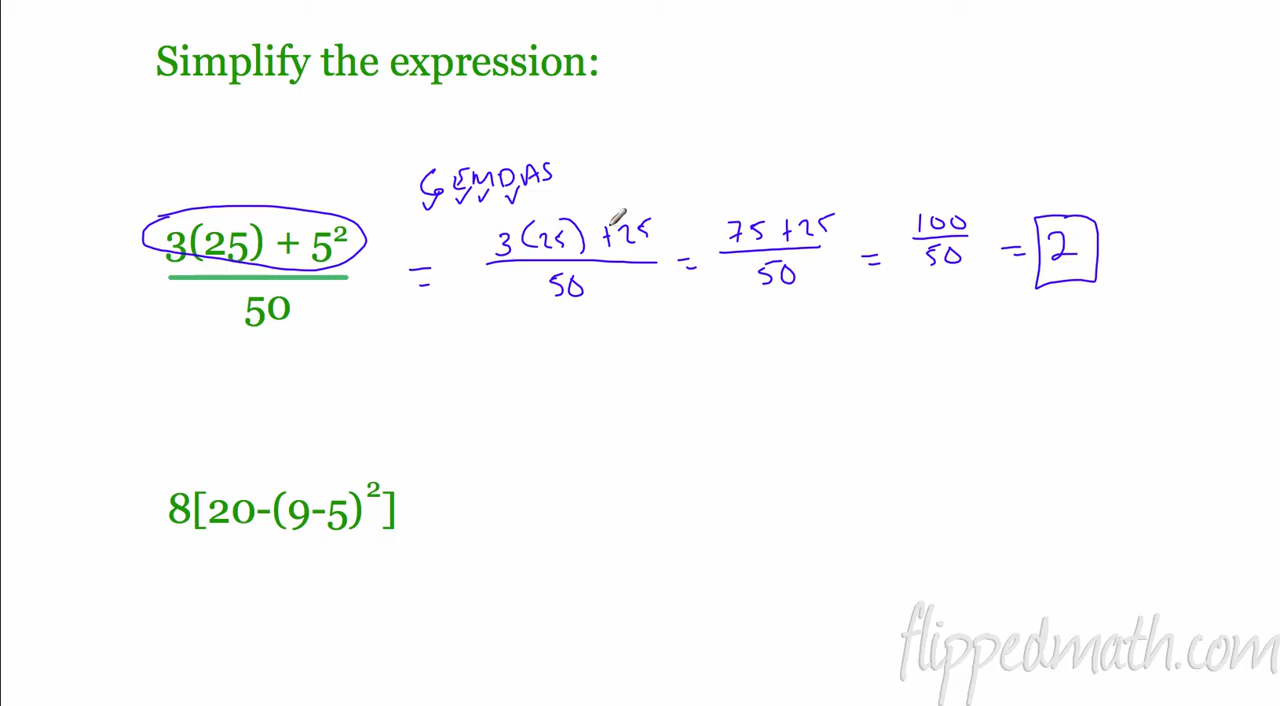 Simplify the expression:
GEMDAS
3(25) + 5² / 50 = 3(25) +25 / 50 = 75 +25 / 50 = 100 / 50 = 2
8[20-(9-5)²]
flippedmath.com